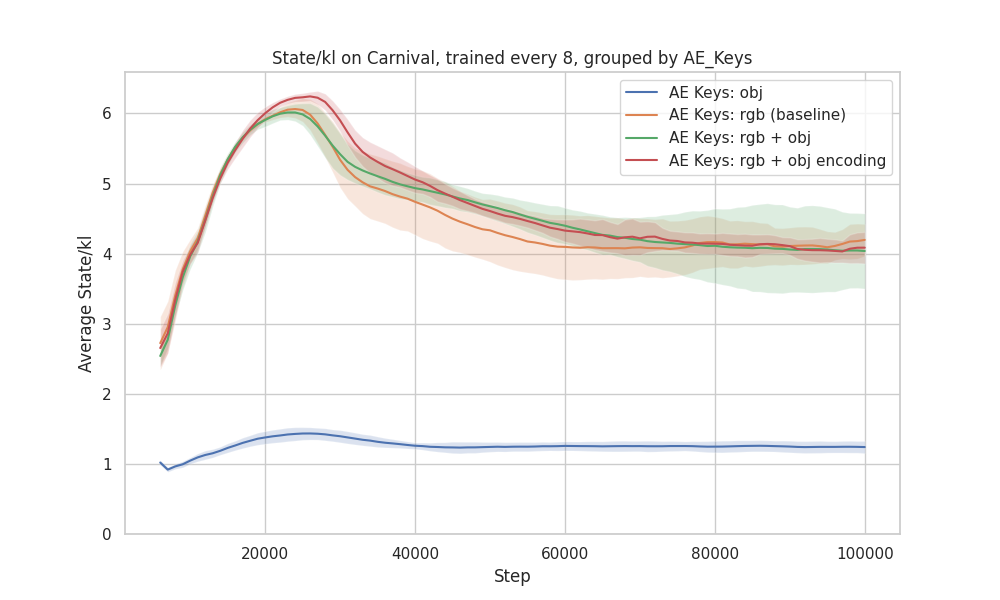 State/kl on Carnival, trained every 8, grouped by AE_Keys
AE Keys: obj
AE Keys: rgb (baseline)
AE Keys: rgb + obj
AE Keys: rgb + obj encoding
Average State/kl
6
5
4
3
2
1
0
20000 40000 60000 80000 100000
Step